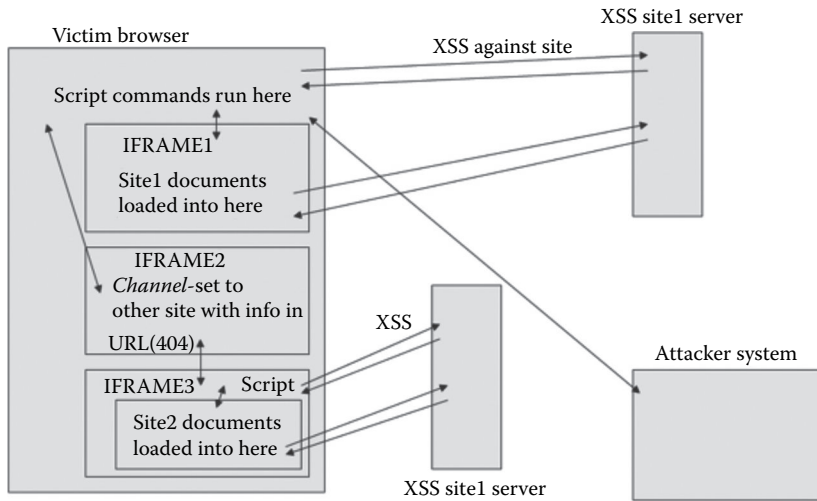 XSS site1 server
Victim browser
XSS against site
Script commands run here
IFRAME1
Site1 documents
loaded into here
IFRAME2
Channel-set to
other site with info in
URL(404)
XSS
Attacker system
IFRAME3
Script
Site2 documents
loaded into here
XSS site1 server